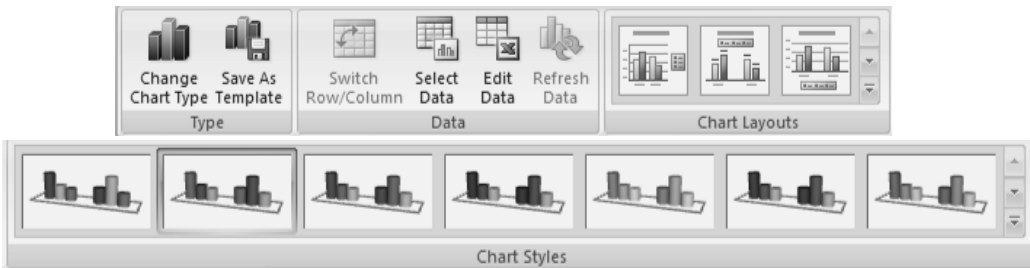 Change Chart Type
Save As Template
Switch Row/Column
Select Data
Edit Data
Refresh Data
Type
Data
Chart Layouts
Chart Styles